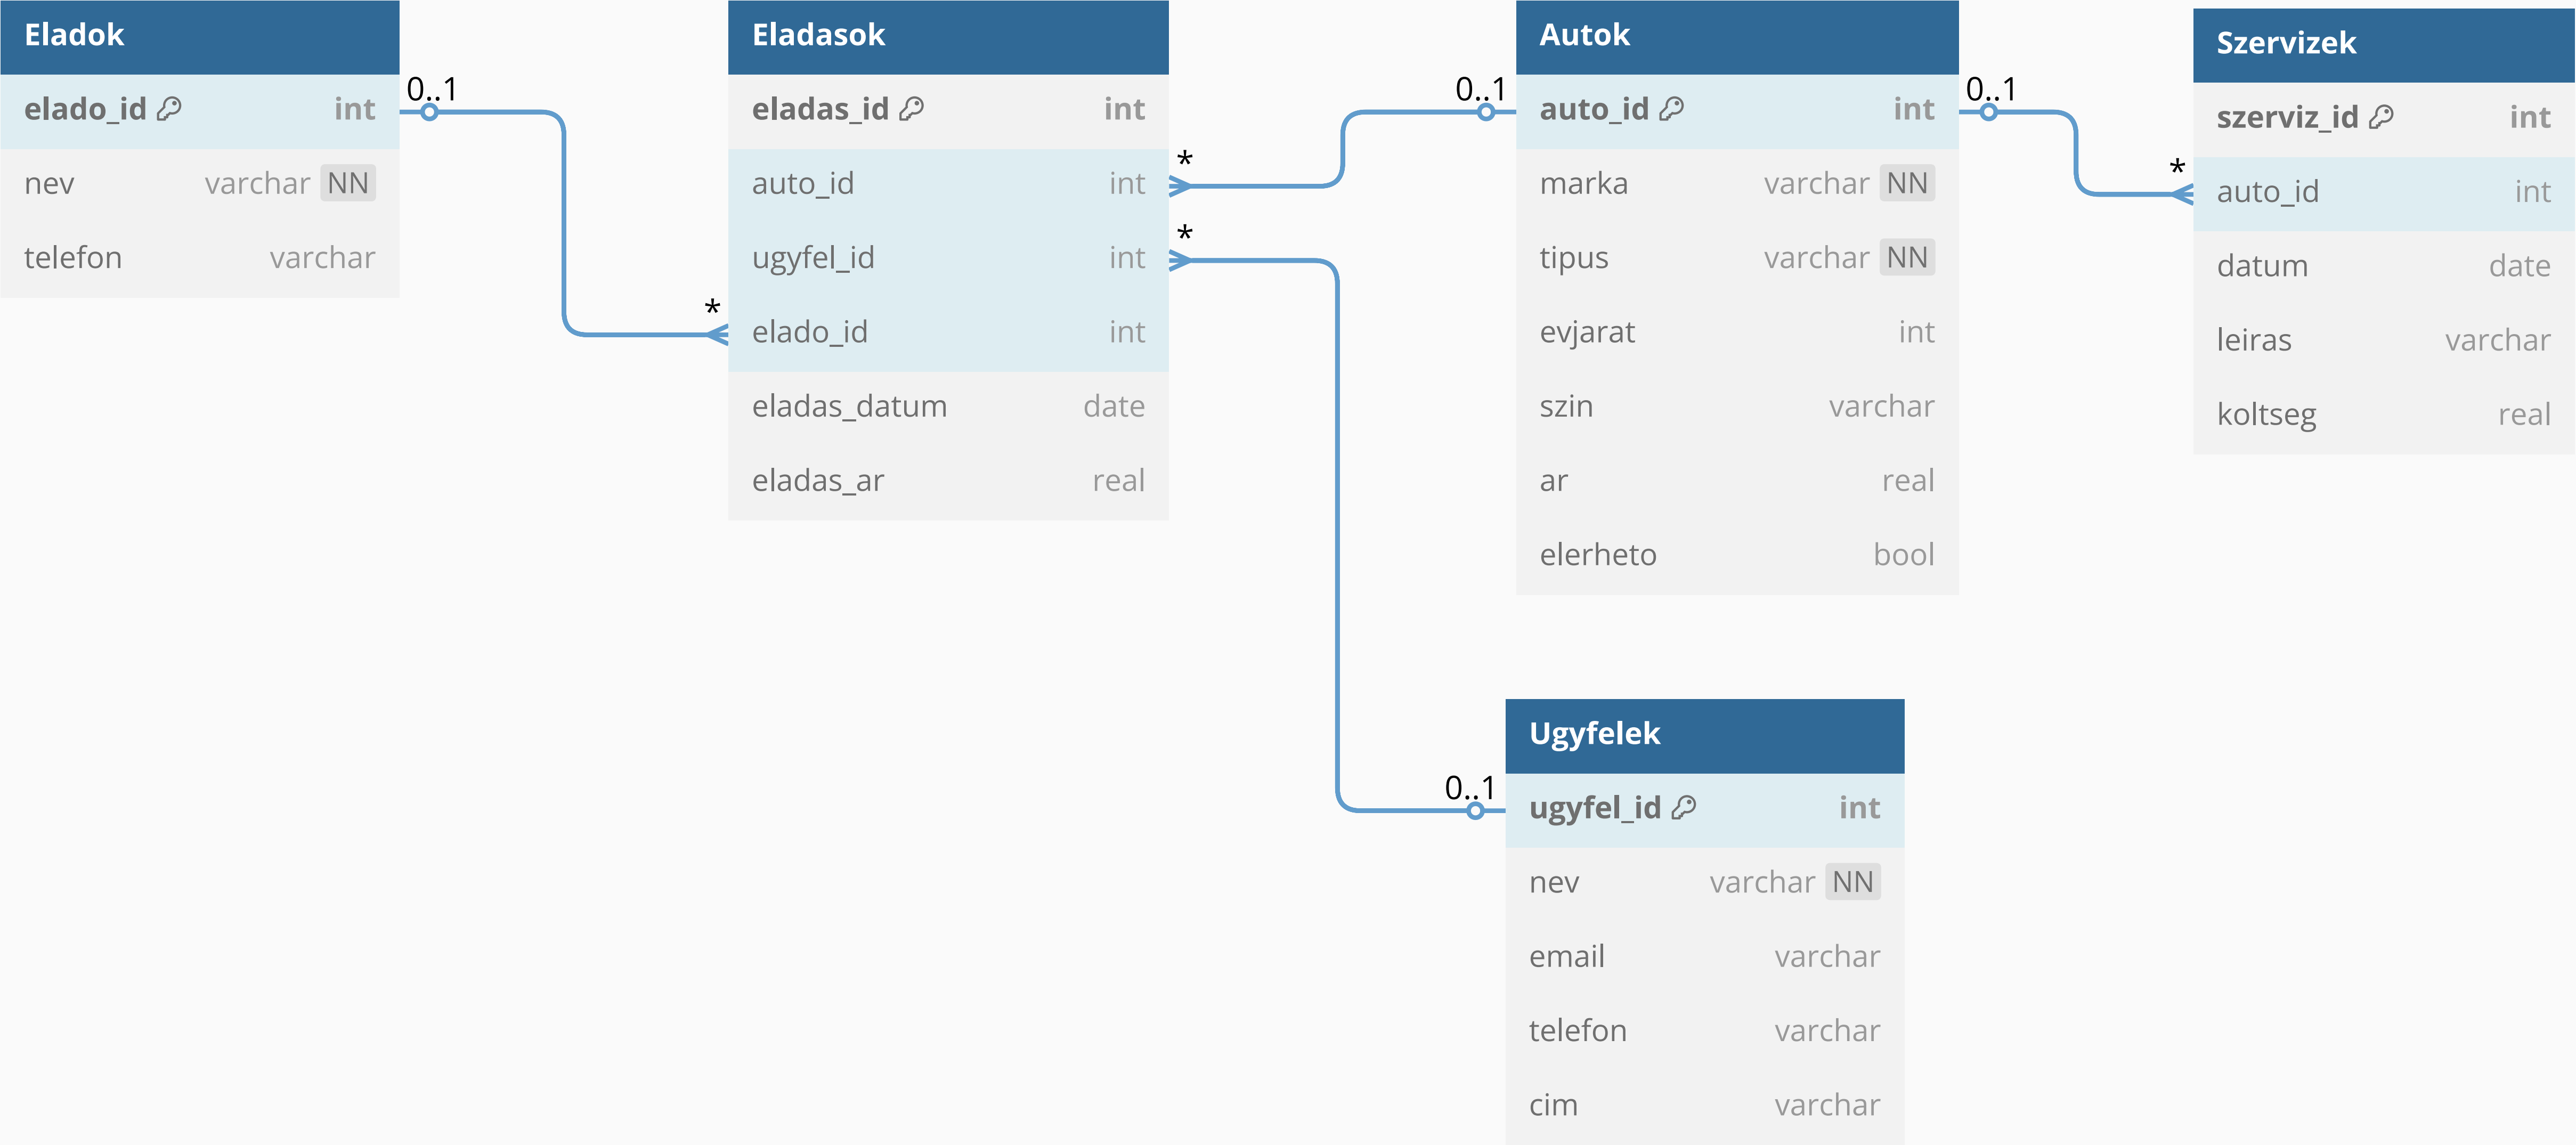 Eladok
elado_id int
nev varchar NN
telefon varchar
0..1
*
Eladasok
eladas_id int
auto_id int
ugyfel_id int
elado_id int
eladas_datum date
eladas_ar real
*
*
0..1
Autok
auto_id int
marka varchar NN
tipus varchar NN
evjarat int
szin varchar
ar real
elerheto bool
0..1
*
Szervizek
szerviz_id int
auto_id int
datum date
leiras varchar
koltseg real
0..1
Ugyfelek
ugyfel_id int
nev varchar NN
email varchar
telefon varchar
cim varchar